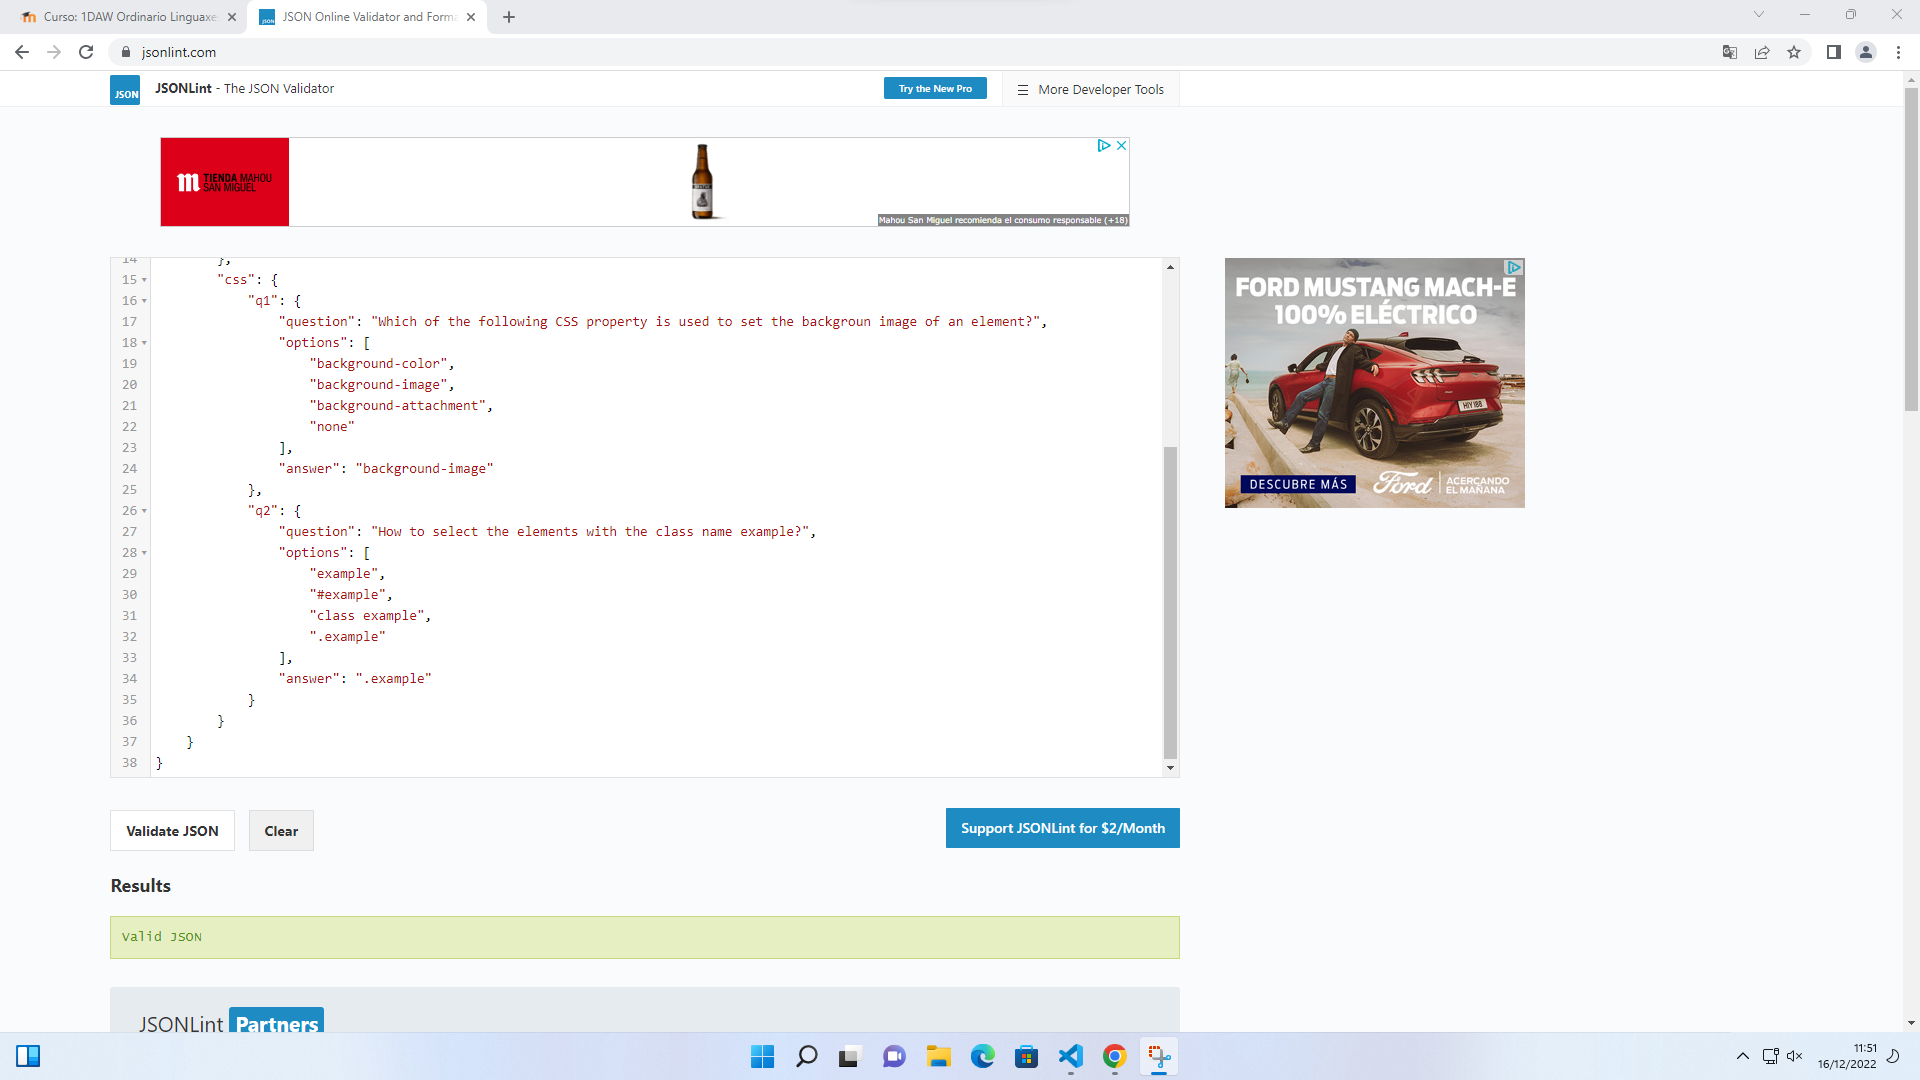 Curso: 1DAW Ordinario Linguaxe
JSON Online Validator and Forma
jsonlint.com
JSON
JSONLint - The JSON Validator
Try the New Pro
More Developer Tools
m TIENDA MAHOU
SAN MIGUEL
Mahou San Miguel recomienda el consumo responsable (+18)
14 },
15 "css": {
16 "q1": {
17 "question": "Which of the following CSS property is used to set the backgroun image of an element?",
18 "options": [
19 "background-color",
20 "background-image",
21 "background-attachment",
22 "none"
23 ],
24 "answer": "background-image"
25 },
26 "q2": {
27 "question": "How to select the elements with the class name example?",
28 "options": [
29 "example",
30 "#example",
31 "class example",
32 ".example"
33 ],
34 "answer": ".example"
35 }
36 }
37 }
38 }
FORD MUSTANG MACH-E
100% ELÉCTRICO
HIY 188
DESCUBRE MÁS
Ford
ACERCANDO
EL MAÑANA
Validate JSON
Clear
Support JSONLint for $2/Month
Results
Valid JSON
JSONLint Partners
11:51
16/12/2022